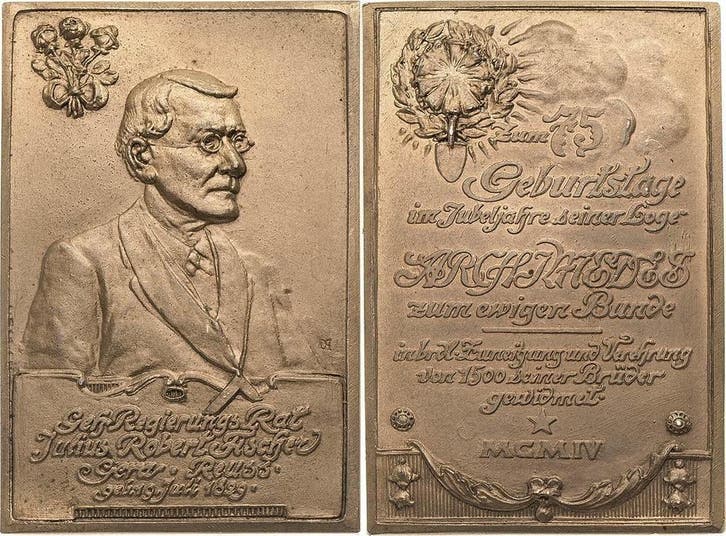 Geh. Regierungs Rat
Julius Robert Fischer
Gera · Reuss ·
geb. 19. Juli 1829 ·
zum 75
Geburtstage
im Jubeljahre seiner Loge
ARCHIMEDES
zum ewigen Bunde
in brdl. Zuneigung und Verehrung
von 1500 seiner Brüder
gewidmet
MCMIV